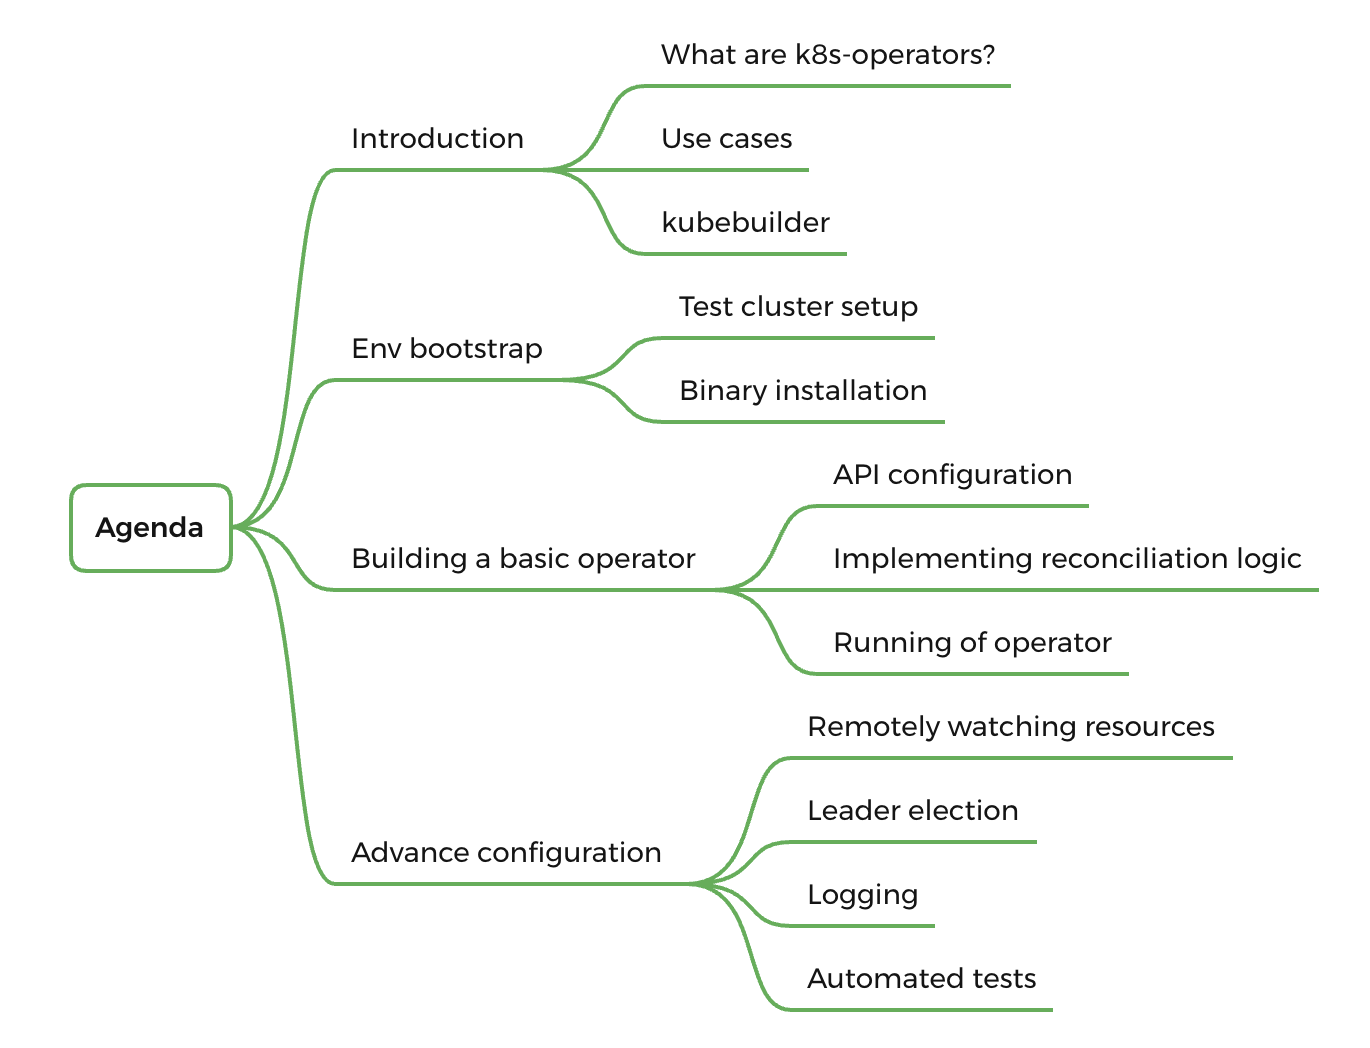 Agenda
Introduction
What are k8s-operators?
Use cases
kubebuilder
Env bootstrap
Test cluster setup
Binary installation
Building a basic operator
API configuration
Implementing reconciliation logic
Running of operator
Advance configuration
Remotely watching resources
Leader election
Logging
Automated tests